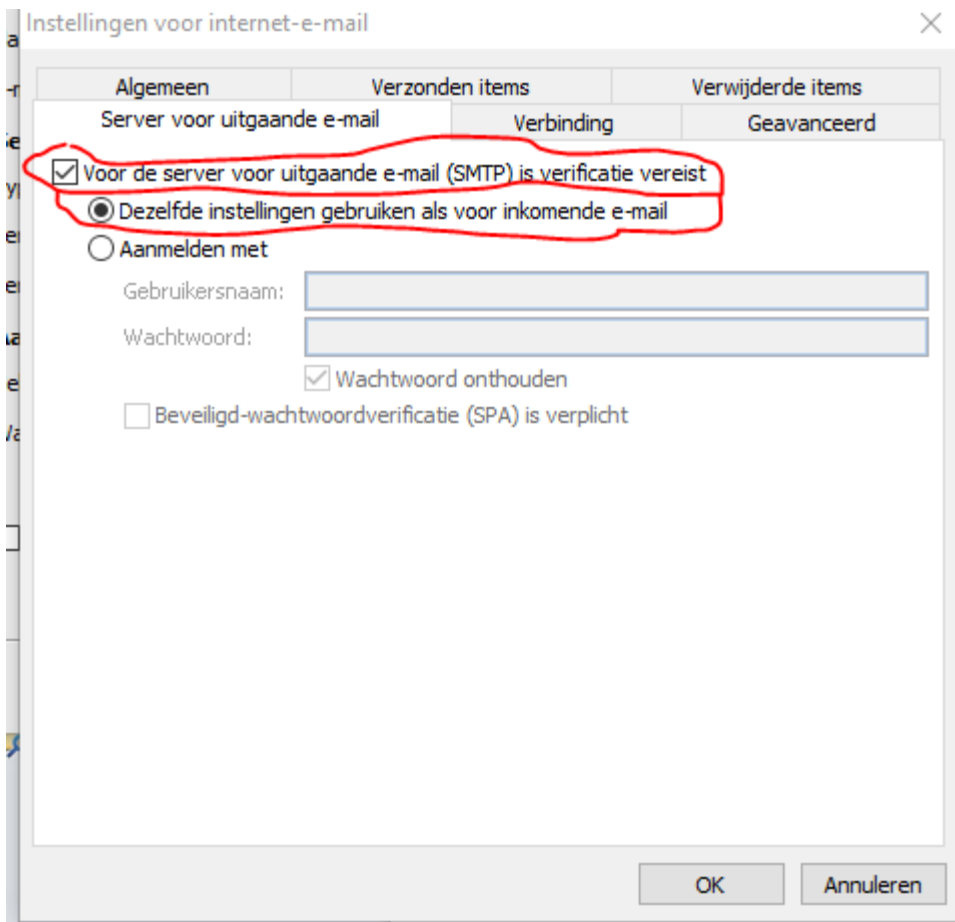 Instellingen voor internet-e-mail
Algemeen Verzonden items Verwijderde items
Server voor uitgaande e-mail Verbinding Geavanceerd
Voor de server voor uitgaande e-mail (SMTP) is verificatie vereist
Dezelfde instellingen gebruiken als voor inkomende e-mail
Aanmelden met
Gebruikersnaam:
Wachtwoord:
Wachtwoord onthouden
Beveiligd-wachtwoordverificatie (SPA) is verplicht
OK Annuleren